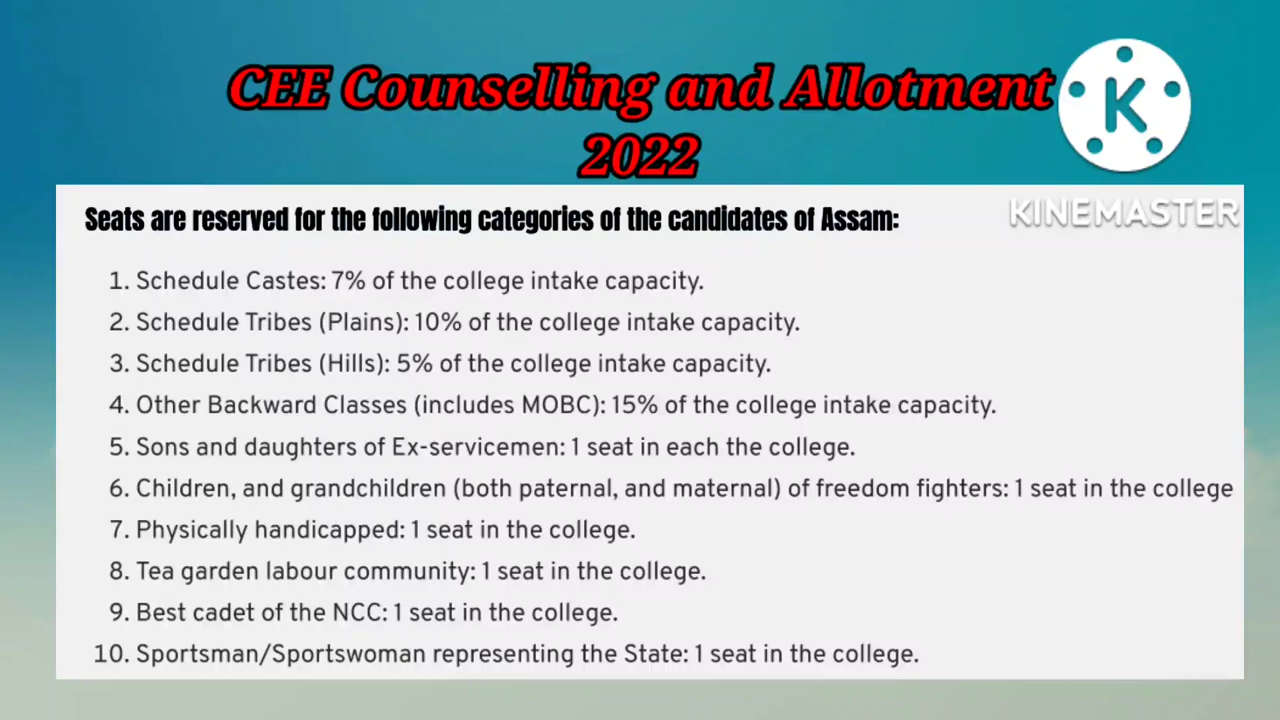 CEE Counselling and Allotment
2022
K
KINEMASTER
Seats are reserved for the following categories of the candidates of Assam:
1. Schedule Castes: 7% of the college intake capacity.
2. Schedule Tribes (Plains): 10% of the college intake capacity.
3. Schedule Tribes (Hills): 5% of the college intake capacity.
4. Other Backward Classes (includes MOBC): 15% of the college intake capacity.
5. Sons and daughters of Ex-servicemen: 1 seat in each the college.
6. Children, and grandchildren (both paternal, and maternal) of freedom fighters: 1 seat in the college
7. Physically handicapped: 1 seat in the college.
8. Tea garden labour community: 1 seat in the college.
9. Best cadet of the NCC: 1 seat in the college.
10. Sportsman/Sportswoman representing the State: 1 seat in the college.